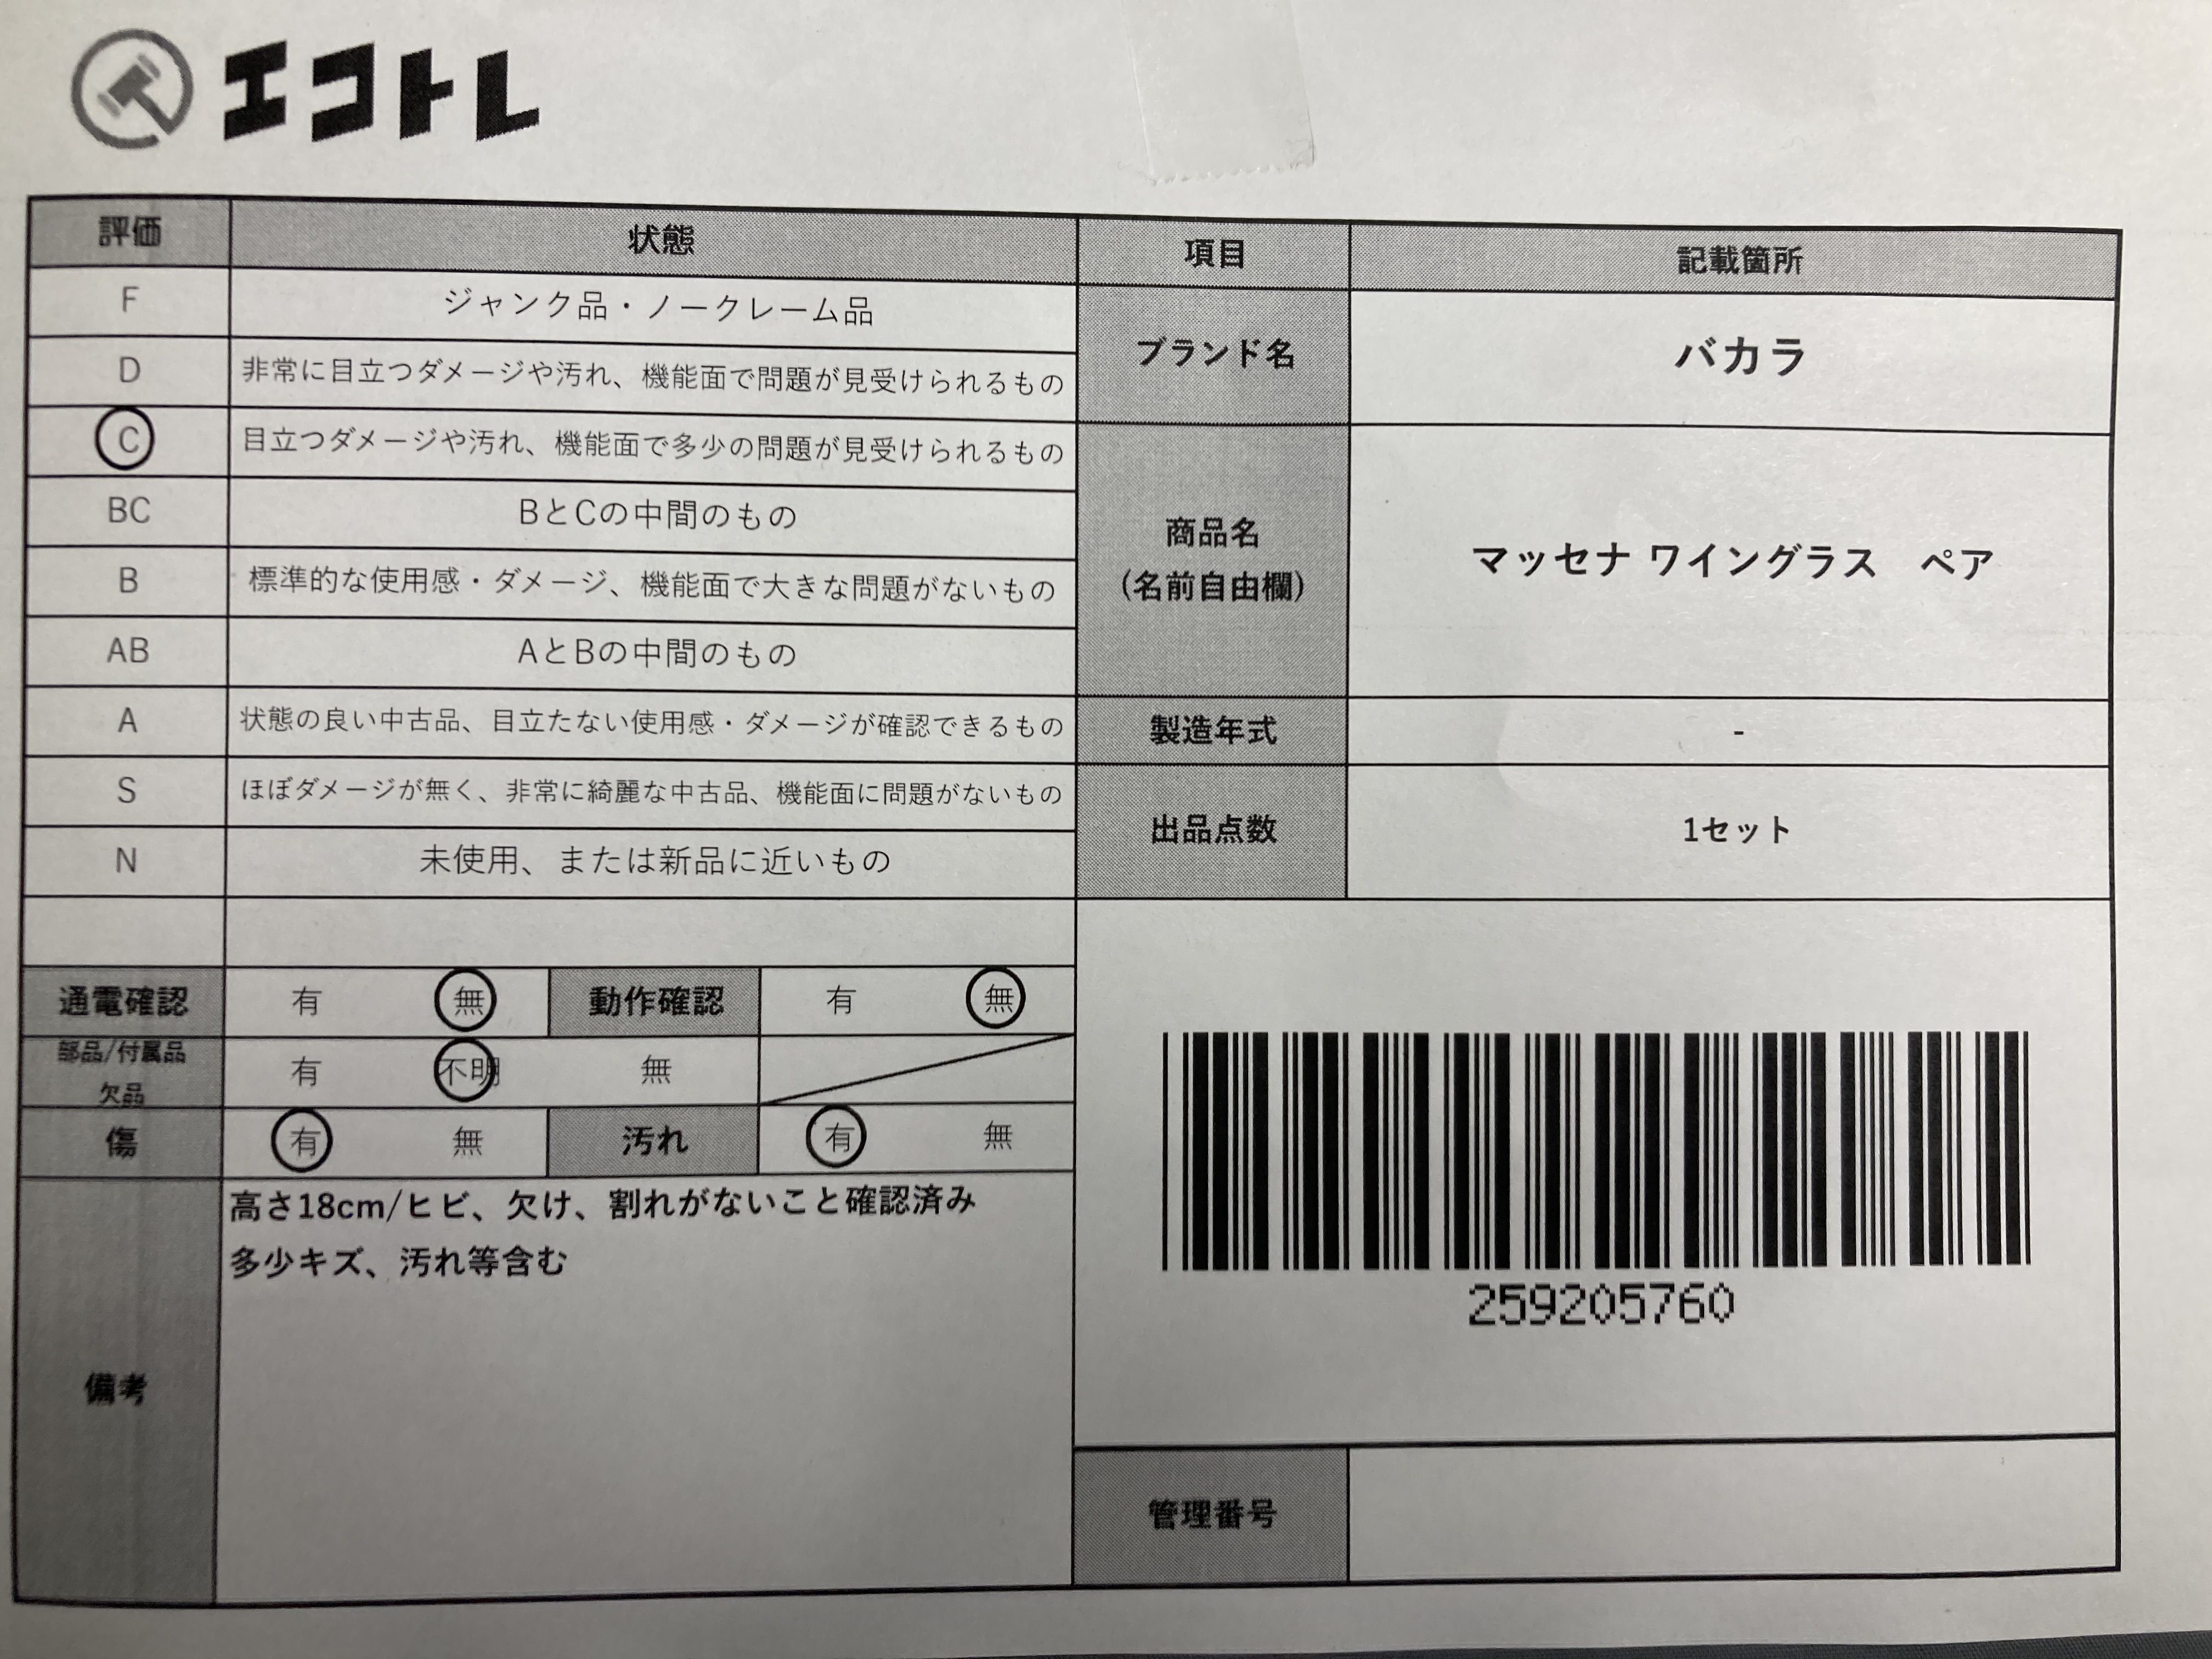 エコトレ
評価 状態
F ジャンク品・ノークレーム品
D 非常に目立つダメージや汚れ、機能面で問題が見受けられるもの
C 目立つダメージや汚れ、機能面で多少の問題が見受けられるもの
BC BとCの中間のもの
B 標準的な使用感・ダメージ、機能面で大きな問題がないもの
AB AとBの中間のもの
A 状態の良い中古品、目立たない使用感・ダメージが確認できるもの
S ほぼダメージが無く、非常に綺麗な中古品、機能面に問題がないもの
N 未使用、または新品に近いもの
通電確認 有 無 動作確認 有 無
部品/付属品
欠品 有 不明 無
傷 有 無 汚れ 有 無
備考
高さ18cm/ヒビ、欠け、割れがないこと確認済み
多少キズ、汚れ等含む
項目 記載箇所
ブランド名 バカラ
商品名
(名前自由欄)
マッセナ ワイングラス　ペア
製造年式 -
出品点数 1セット
259205760
管理番号